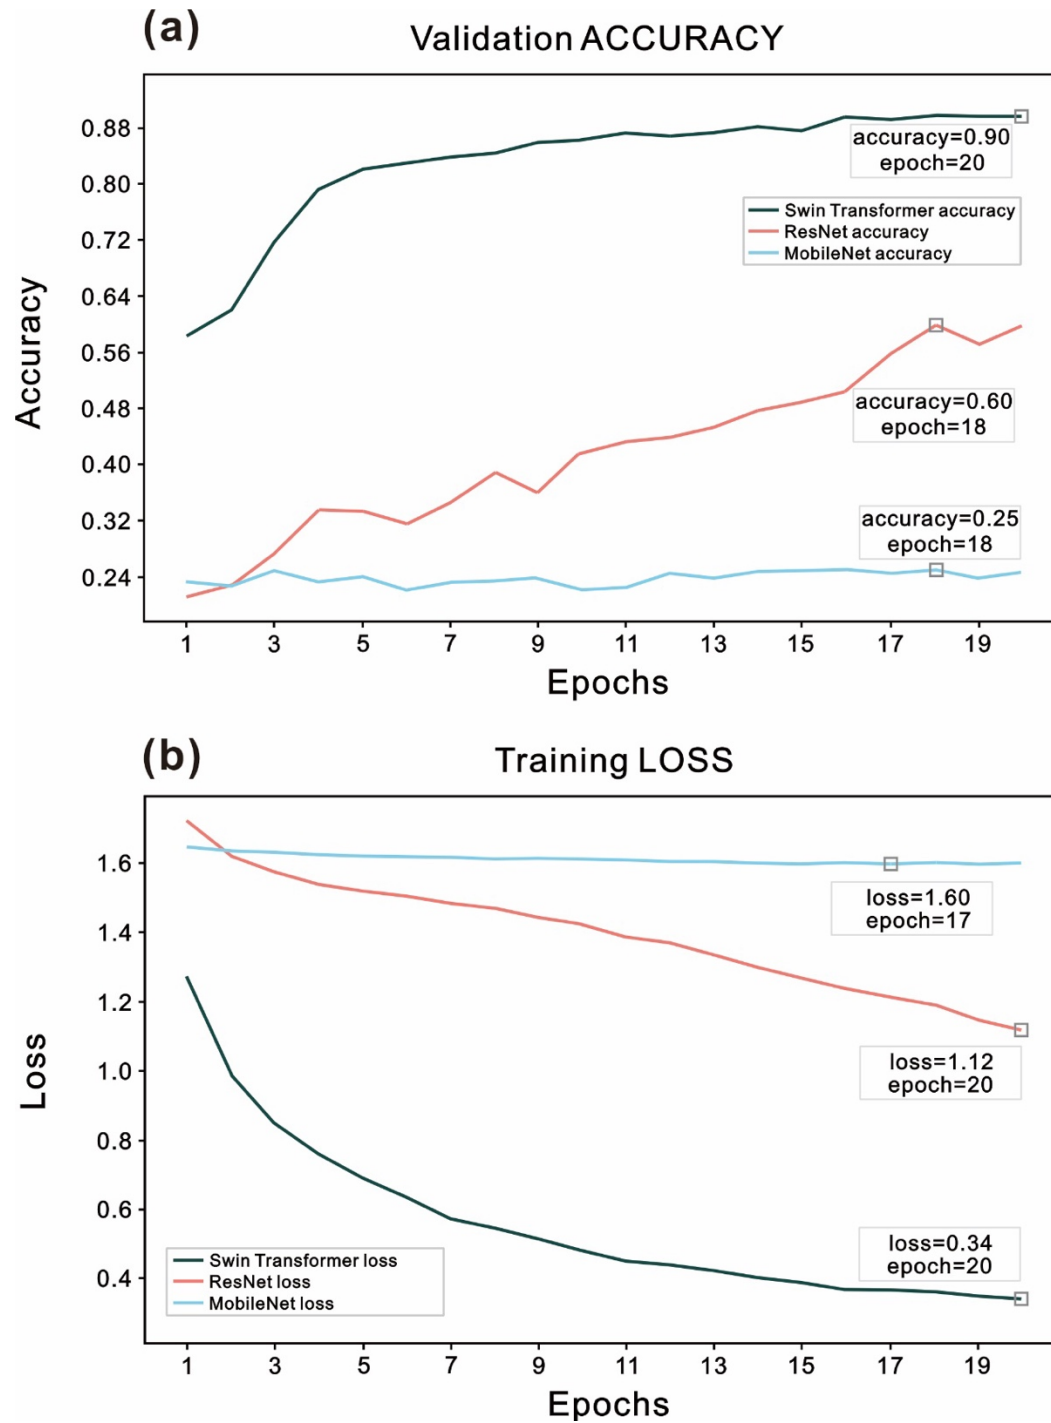 (a)
Validation ACCURACY
Accuracy
0.88
0.80
0.72
0.64
0.56
0.48
0.40
0.32
0.24
accuracy=0.90
epoch=20
Swin Transformer accuracy
ResNet accuracy
MobileNet accuracy
accuracy=0.60
epoch=18
accuracy=0.25
epoch=18
1 3 5 7 9 11 13 15 17 19
Epochs
(b)
Training LOSS
Loss
1.6
1.4
1.2
1.0
0.8
0.6
0.4
loss=1.60
epoch=17
loss=1.12
epoch=20
loss=0.34
epoch=20
Swin Transformer loss
ResNet loss
MobileNet loss
1 3 5 7 9 11 13 15 17 19
Epochs